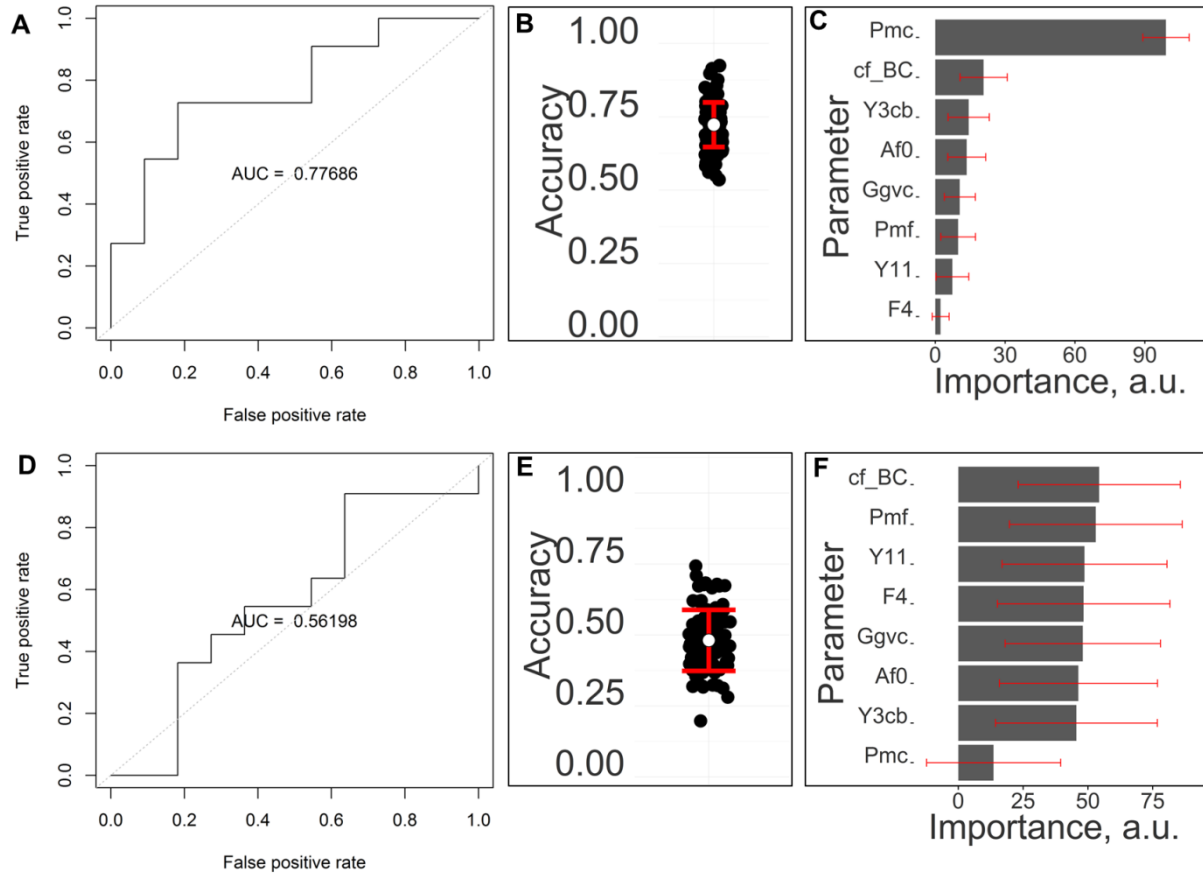 A
True positive rate
1.0
0.8
0.6
0.4
0.2
0.0
AUC = 0.77686
0.0 0.2 0.4 0.6 0.8 1.0
False positive rate
B
Accuracy
1.00
0.75
0.50
0.25
0.00
C
Parameter
Pmc
cf_BC
Y3cb
Af0
Ggvc
Pmf
Y11
F4
0 30 60 90
Importance, a.u.
D
True positive rate
1.0
0.8
0.6
0.4
0.2
0.0
AUC = 0.56198
0.0 0.2 0.4 0.6 0.8 1.0
False positive rate
E
Accuracy
1.00
0.75
0.50
0.25
0.00
F
Parameter
cf_BC
Pmf
Y11
F4
Ggvc
Af0
Y3cb
Pmc
0 25 50 75
Importance, a.u.